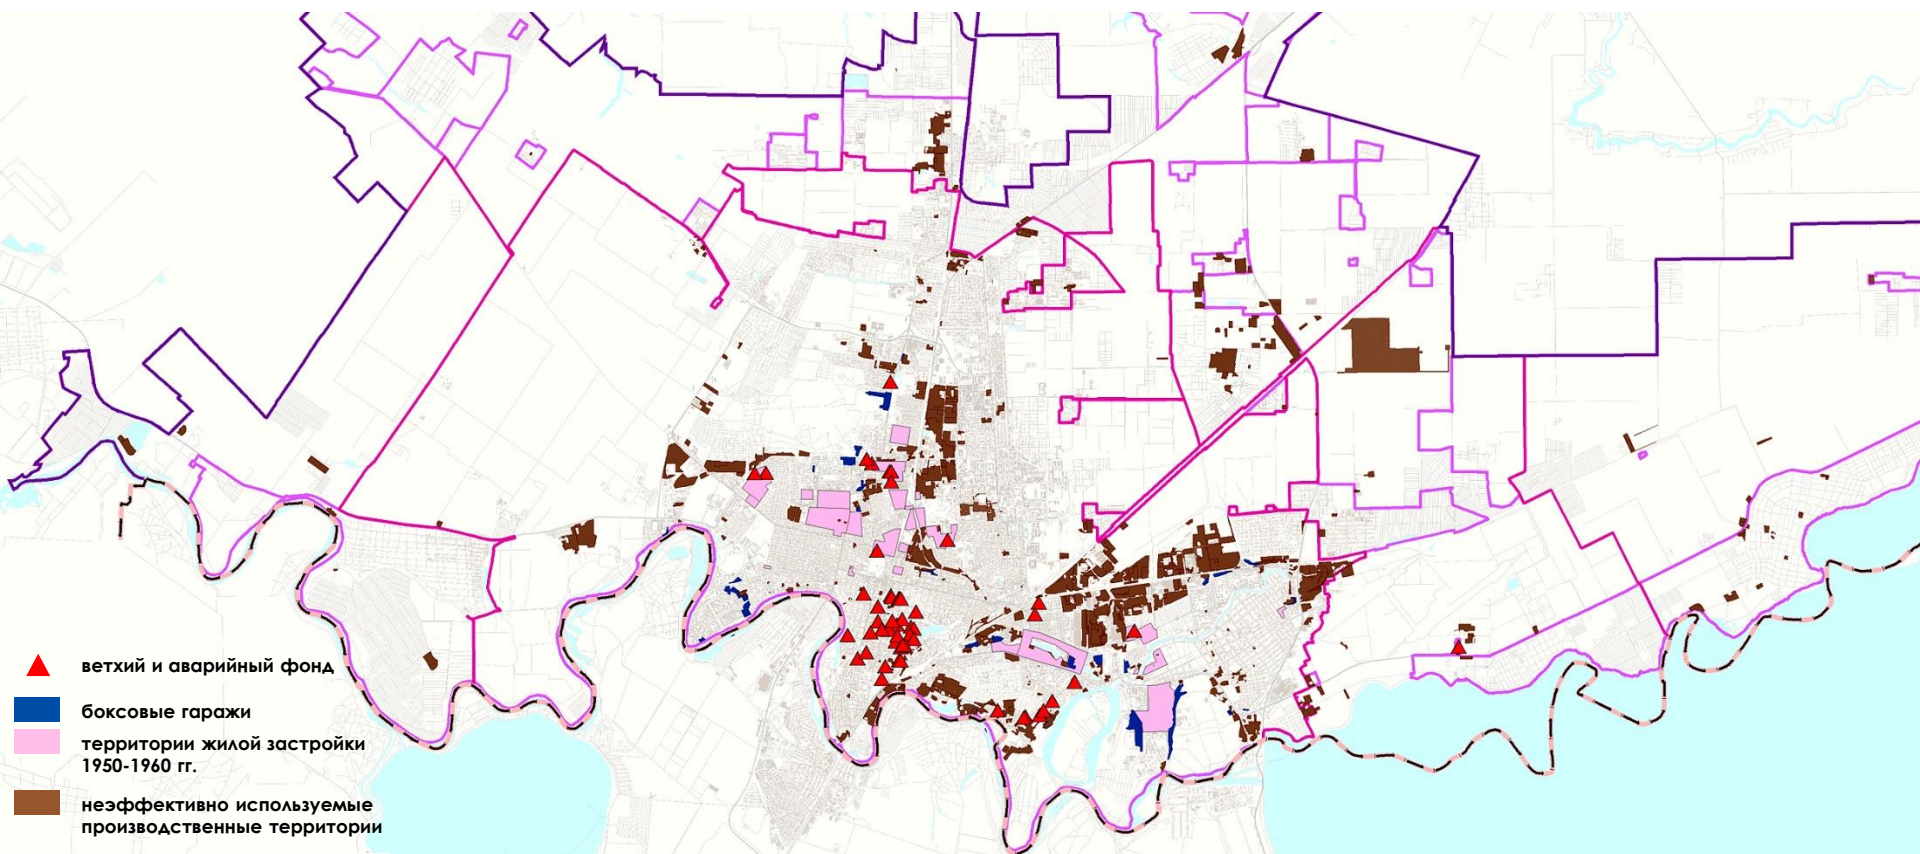 ветхий и аварийный фонд
боксовые гаражи
территории жилой застройки
1950-1960 гг.
неэффективно используемые
производственные территории